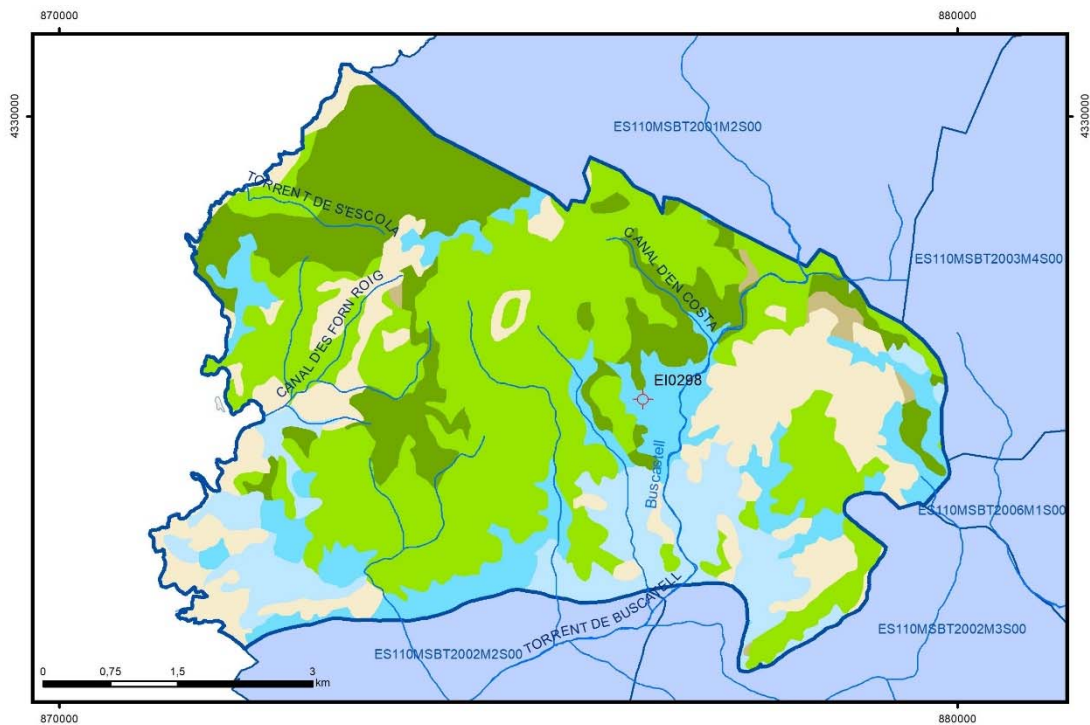 870000
880000
4330000
4330000
ES110MSBT2001M2S00
TORRENT DE S'ESCOLA
CANAL D'EN COSTA
ES110MSBT2003M4S00
CANAL D'ES FORN ROIG
EI0298
Buscastell
ES110MSBT2006M1S00
TORRENT DE BUSCATELL
ES110MSBT2002M3S00
ES110MSBT2002M2S00
0 0,75 1,5 3
km
870000
880000